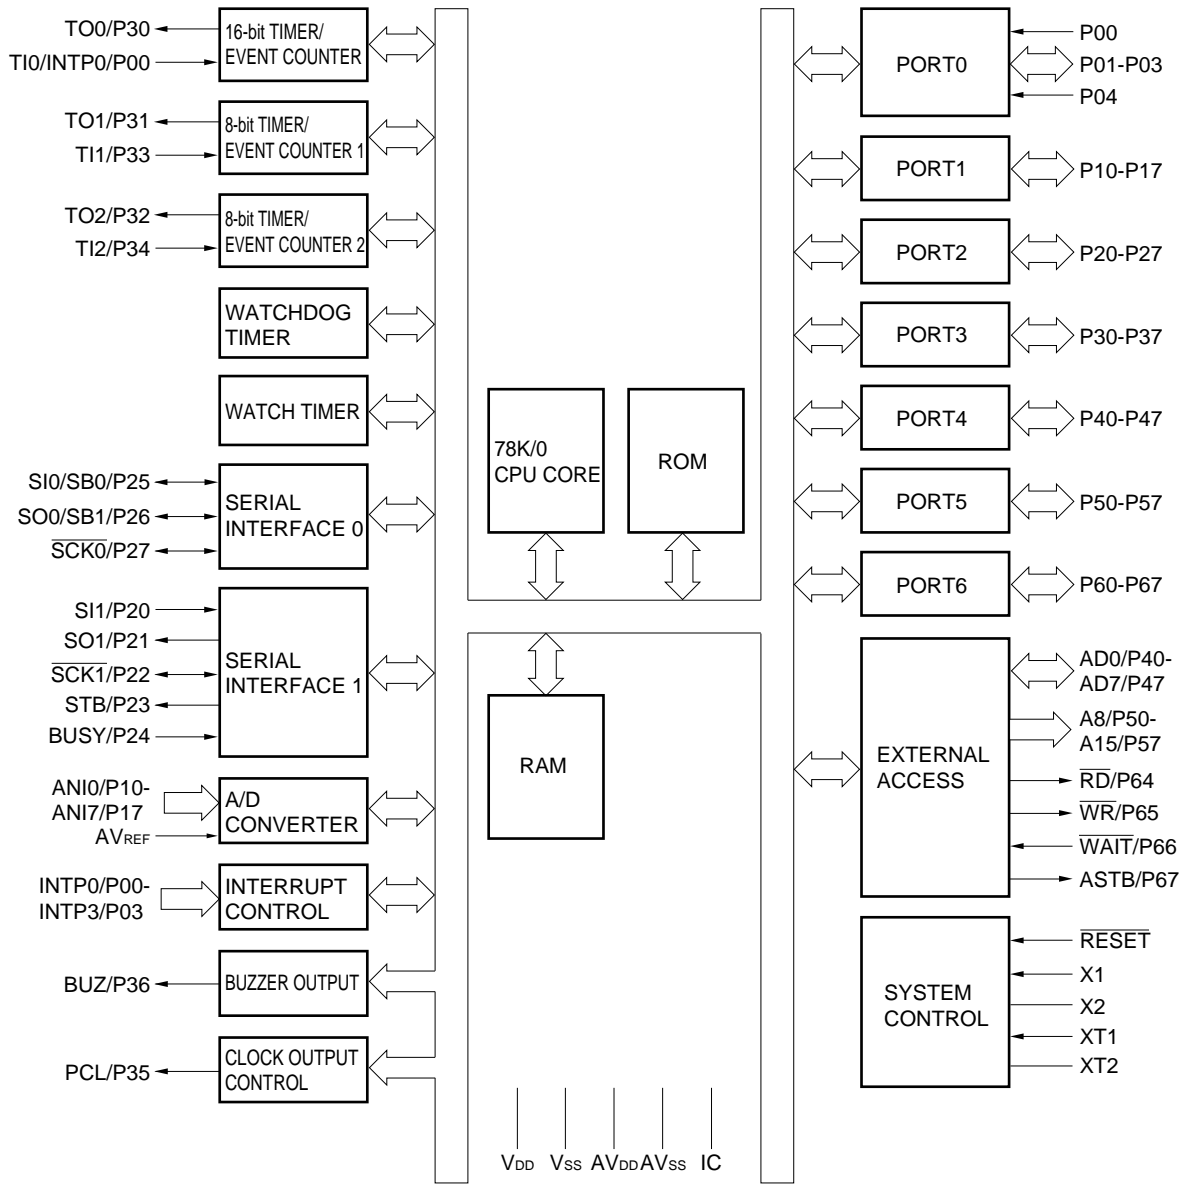 TO0/P30
TI0/INTP0/P00
16-bit TIMER/
EVENT COUNTER
TO1/P31
TI1/P33
8-bit TIMER/
EVENT COUNTER 1
TO2/P32
TI2/P34
8-bit TIMER/
EVENT COUNTER 2
WATCHDOG
TIMER
WATCH TIMER
SI0/SB0/P25
SO0/SB1/P26
SCK0/P27
SERIAL
INTERFACE 0
SI1/P20
SO1/P21
SCK1/P22
STB/P23
BUSY/P24
SERIAL
INTERFACE 1
ANI0/P10-
ANI7/P17
AVREF
A/D
CONVERTER
INTP0/P00-
INTP3/P03
INTERRUPT
CONTROL
BUZ/P36
BUZZER OUTPUT
PCL/P35
CLOCK OUTPUT
CONTROL
78K/0
CPU CORE
ROM
RAM
VDD
VSS
AVDD
AVSS
IC
PORT0
P00
P01-P03
P04
PORT1
P10-P17
PORT2
P20-P27
PORT3
P30-P37
PORT4
P40-P47
PORT5
P50-P57
PORT6
P60-P67
EXTERNAL
ACCESS
AD0/P40-
AD7/P47
A8/P50-
A15/P57
RD/P64
WR/P65
WAIT/P66
ASTB/P67
SYSTEM
CONTROL
RESET
X1
X2
XT1
XT2